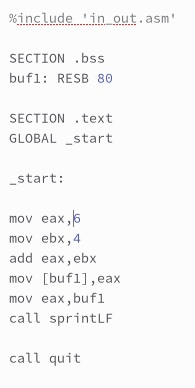 %include 'in_out.asm'
SECTION .bss
buf1: RESB 80
SECTION .text
GLOBAL _start
_start:
mov eax,6
mov ebx,4
add eax,ebx
mov [buf1],eax
mov eax,buf1
call sprintLF
call quit